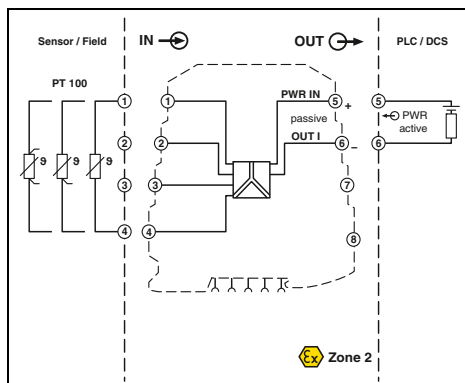 Sensor / Field
IN
OUT
PLC / DCS
PT 100
1
1
PWR IN
5
+
5
passive
PWR
active
2
2
OUT I
6
–
6
ϑ
ϑ
ϑ
3
3
7
4
4
8
Ex Zone 2